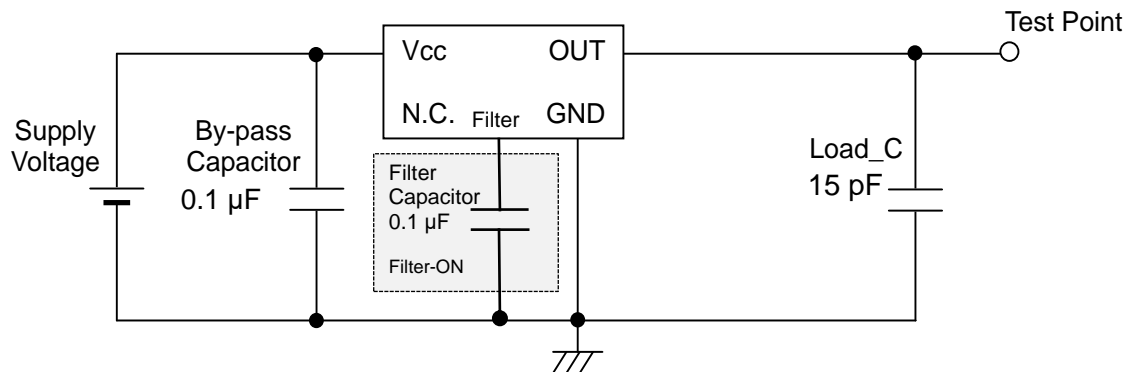 Test Point
Vcc
OUT
N.C.
Filter
GND
Supply
Voltage
By-pass
Capacitor
0.1 µF
Filter
Capacitor
0.1 µF
Filter-ON
Load_C
15 pF